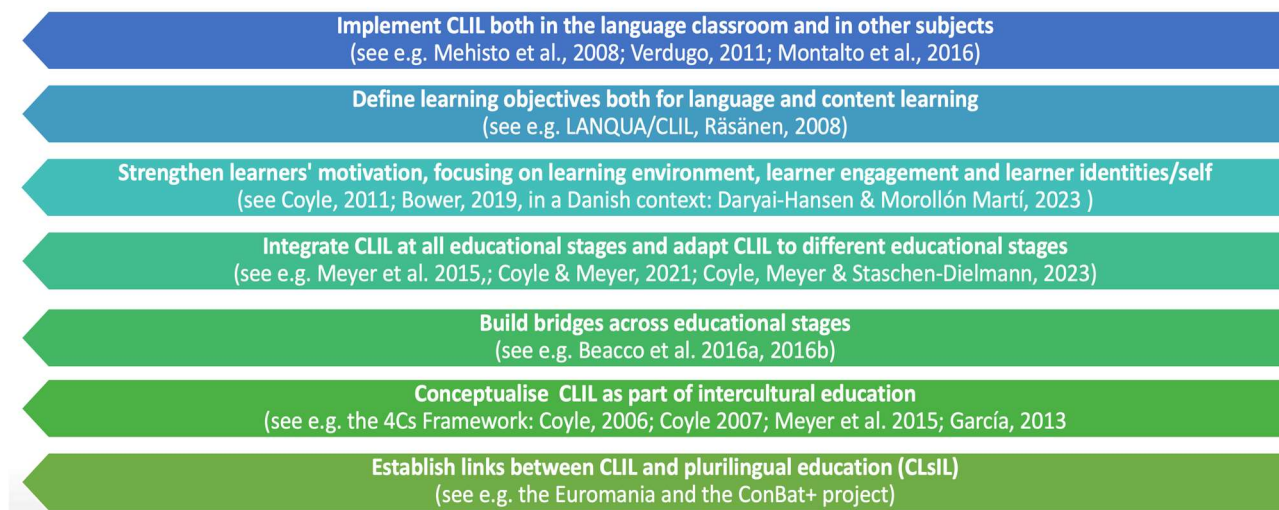 Implement CLIL both in the language classroom and in other subjects
(see e.g. Mehisto et al., 2008; Verdugo, 2011; Montalto et al., 2016)
Define learning objectives both for language and content learning
(see e.g. LANQUA/CLIL, Räsänen, 2008)
Strengthen learners' motivation, focusing on learning environment, learner engagement and learner identities/self
(see Coyle, 2011; Bower, 2019, in a Danish context: Daryai-Hansen & Morollón Martí, 2023 )
Integrate CLIL at all educational stages and adapt CLIL to different educational stages
(see e.g. Meyer et al. 2015,; Coyle & Meyer, 2021; Coyle, Meyer & Staschen-Dielmann, 2023)
Build bridges across educational stages
(see e.g. Beacco et al. 2016a, 2016b)
Conceptualise CLIL as part of intercultural education
(see e.g. the 4Cs Framework: Coyle, 2006; Coyle 2007; Meyer et al. 2015; García, 2013
Establish links between CLIL and plurilingual education (CLsIL)
(see e.g. the Euromania and the ConBat+ project)